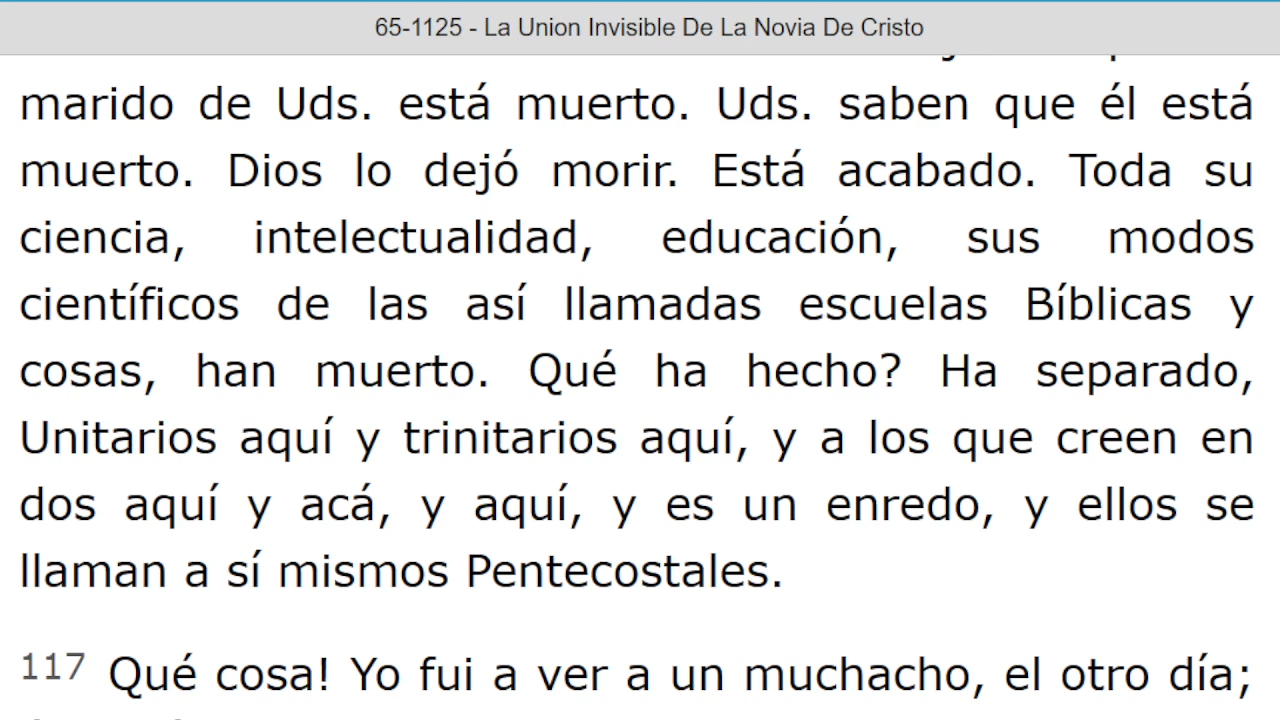 65-1125 - La Union Invisible De La Novia De Cristo
marido de Uds. está muerto. Uds. saben que él está
muerto. Dios lo dejó morir. Está acabado. Toda su
ciencia, intelectualidad, educación, sus modos
científicos de las así llamadas escuelas Bíblicas y
cosas, han muerto. Qué ha hecho? Ha separado,
Unitarios aquí y trinitarios aquí, y a los que creen en
dos aquí y acá, y aquí, y es un enredo, y ellos se
llaman a sí mismos Pentecostales.
117 Qué cosa! Yo fui a ver a un muchacho, el otro día;